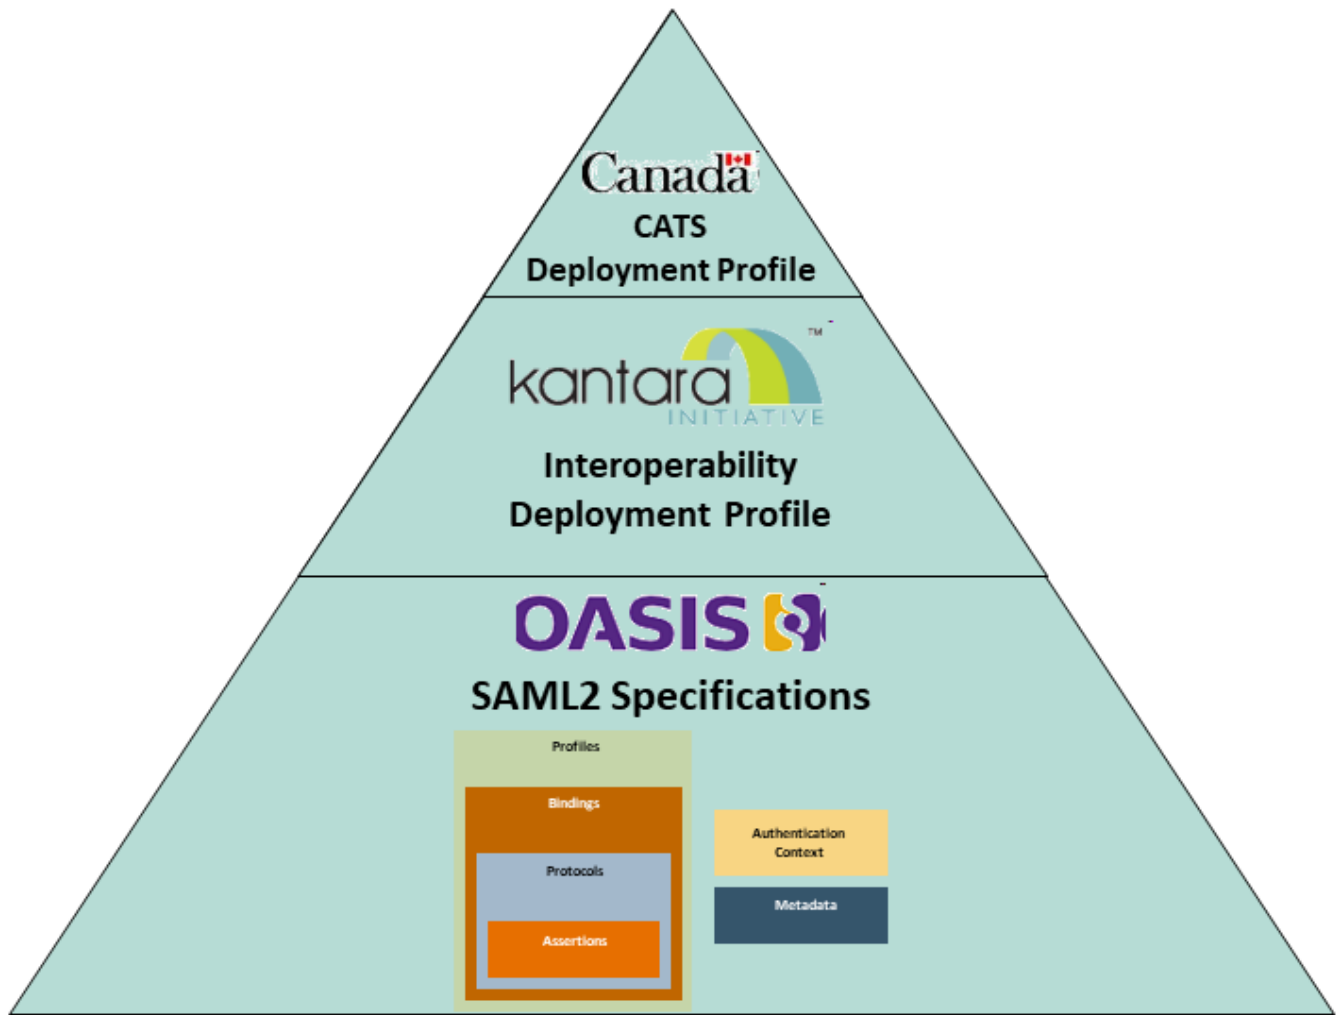 Canada
CATS
Deployment Profile
kantara
TM
INITIATIVE
Interoperability
Deployment Profile
OASIS
SAML2 Specifications
Profiles
Bindings
Protocols
Assertions
Authentication
Context
Metadata